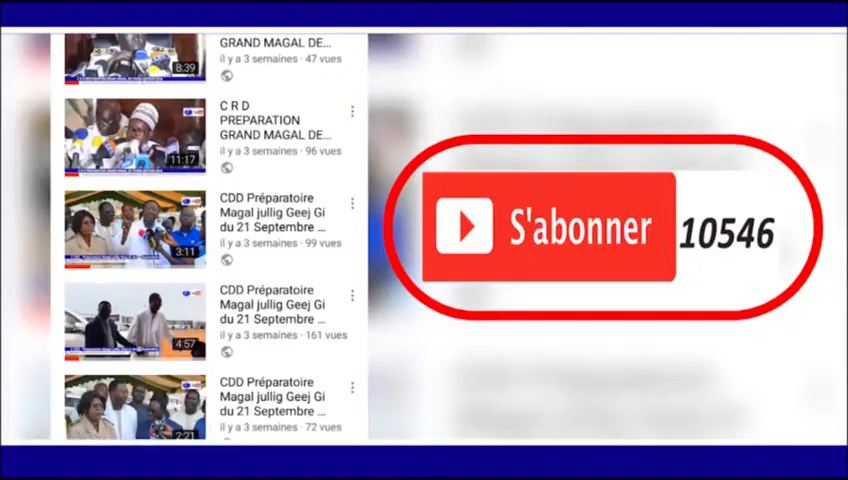 GRAND MAGAL DE...
il y a 3 semaines · 47 vues
8:39
C R D
PREPARATION
GRAND MAGAL DE...
il y a 3 semaines · 96 vues
11:17
CDD Préparatoire
Magal jullig Geej Gi
du 21 Septembre ...
il y a 3 semaines · 99 vues
3:11
CDD Préparatoire
Magal jullig Geej Gi
du 21 Septembre ...
il y a 3 semaines · 161 vues
4:57
CDD Préparatoire
Magal jullig Geej Gi
du 21 Septembre ...
il y a 3 semaines · 72 vues
2:21
S'abonner
10546